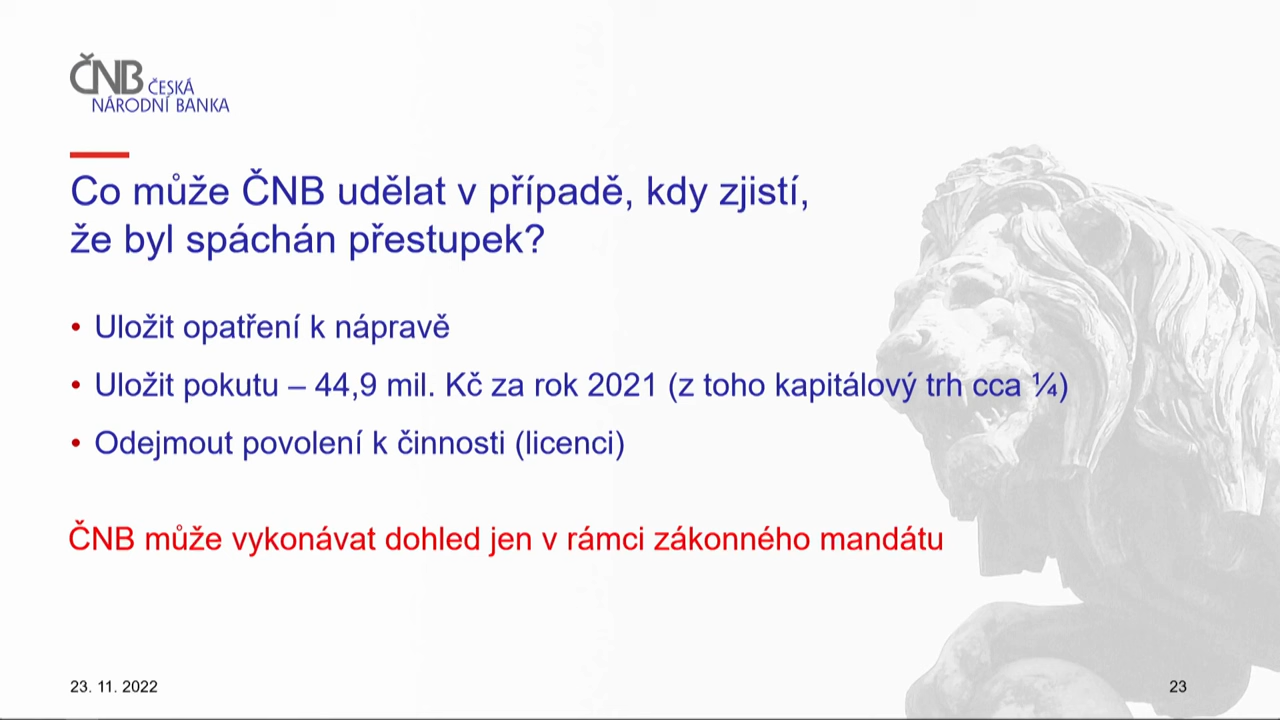 ČNB ČESKÁ
NÁRODNÍ BANKA
Co může ČNB udělat v případě, kdy zjistí,
že byl spáchán přestupek?
• Uložit opatření k nápravě
• Uložit pokutu – 44,9 mil. Kč za rok 2021 (z toho kapitálový trh cca ¼)
• Odejmout povolení k činnosti (licenci)
ČNB může vykonávat dohled jen v rámci zákonného mandátu
23. 11. 2022
23